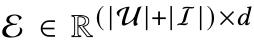 ℰ ∈ ℝ^{(|𝒰|+|ℐ|)×d}